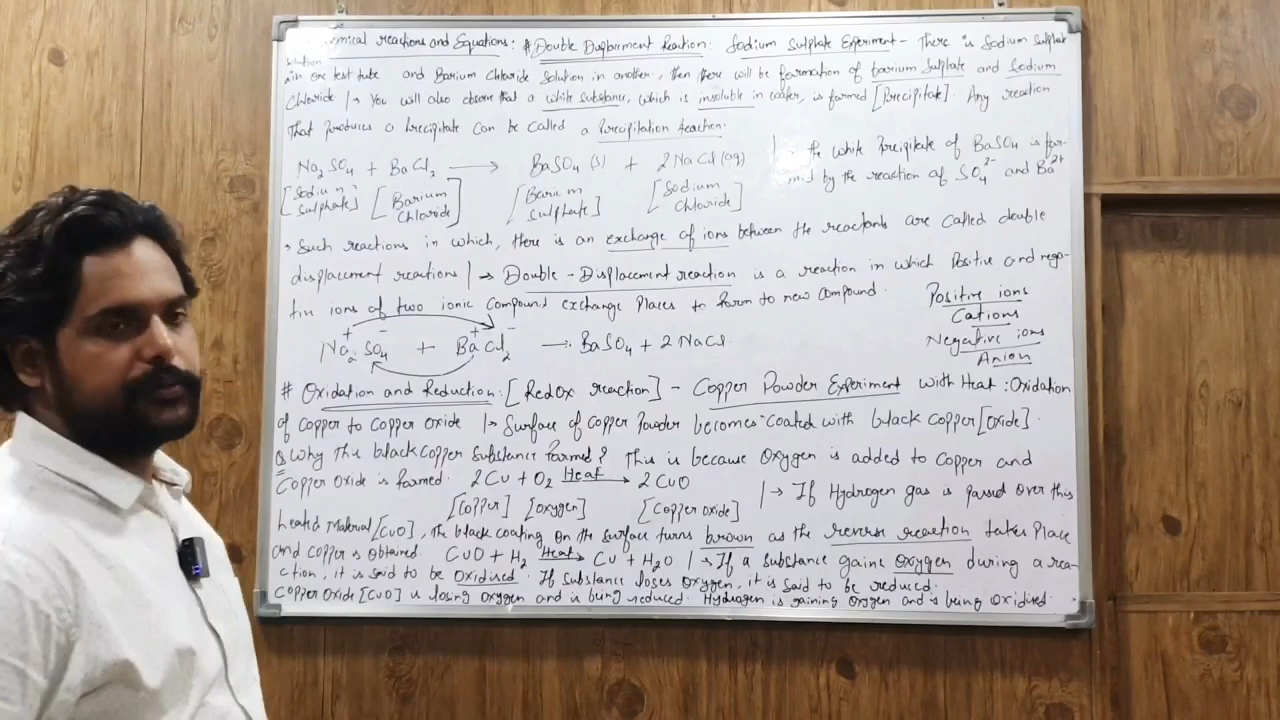 emical reactions and Equations: # Double Displacement Reaction: Sodium Sulphate Experiment - There is Sodium Sulphate
solution
in one test tube and Barium Chloride Solution in another, then there will be formation of barium Sulphate and Sodium
Chloride |→ You will also observe that a white substance, which is insoluble in water, is formed [Precipitate]. Any reaction
that produces a precipitate can be called a Precipitation reaction.
Na2SO4 + BaCl2 → BaSO4 (s) + 2NaCl (aq)
[Sodium Sulphate] [Barium Chloride] [Barium Sulphate] [Sodium Chloride]
the white Precipitate of BaSO4 is for-
med by the reaction of SO4²⁻ and Ba²⁺
→ Such reactions in which, there is an exchange of ions between the reactants are called double
displacement reactions |→ Double-Displacement reaction is a reaction in which Positive and nega-
tive ions of two ionic Compound exchange places to form to new compound.
Positive ions
Cations
Negative ions
Anion
+ - + -
Na2SO4 + BaCl2 → BaSO4 + 2NaCl
# Oxidation and Reduction: [Redox reaction] - Copper Powder Experiment with Heat: Oxidation
of Copper to Copper oxide |→ Surface of Copper Powder becomes coated with black copper [oxide].
Q Why this black copper substance formed? This is because Oxygen is added to Copper and
Copper Oxide is formed. 2Cu + O2 Heat→ 2CuO
[Copper] [Oxygen] [Copper oxide] |→ If Hydrogen gas is passed over this
heated material [CuO], the black coating on the surface turns brown as the reverse reaction takes Place
and copper is obtained. CuO + H2 Heat→ Cu + H2O |→ If a substance gains oxygen during a rea-
ction, it is said to be Oxidised. If substance loses Oxygen, it is said to be reduced.
Copper Oxide [CuO] is losing oxygen and is being reduced. Hydrogen is gaining Oxygen and is being oxidised.